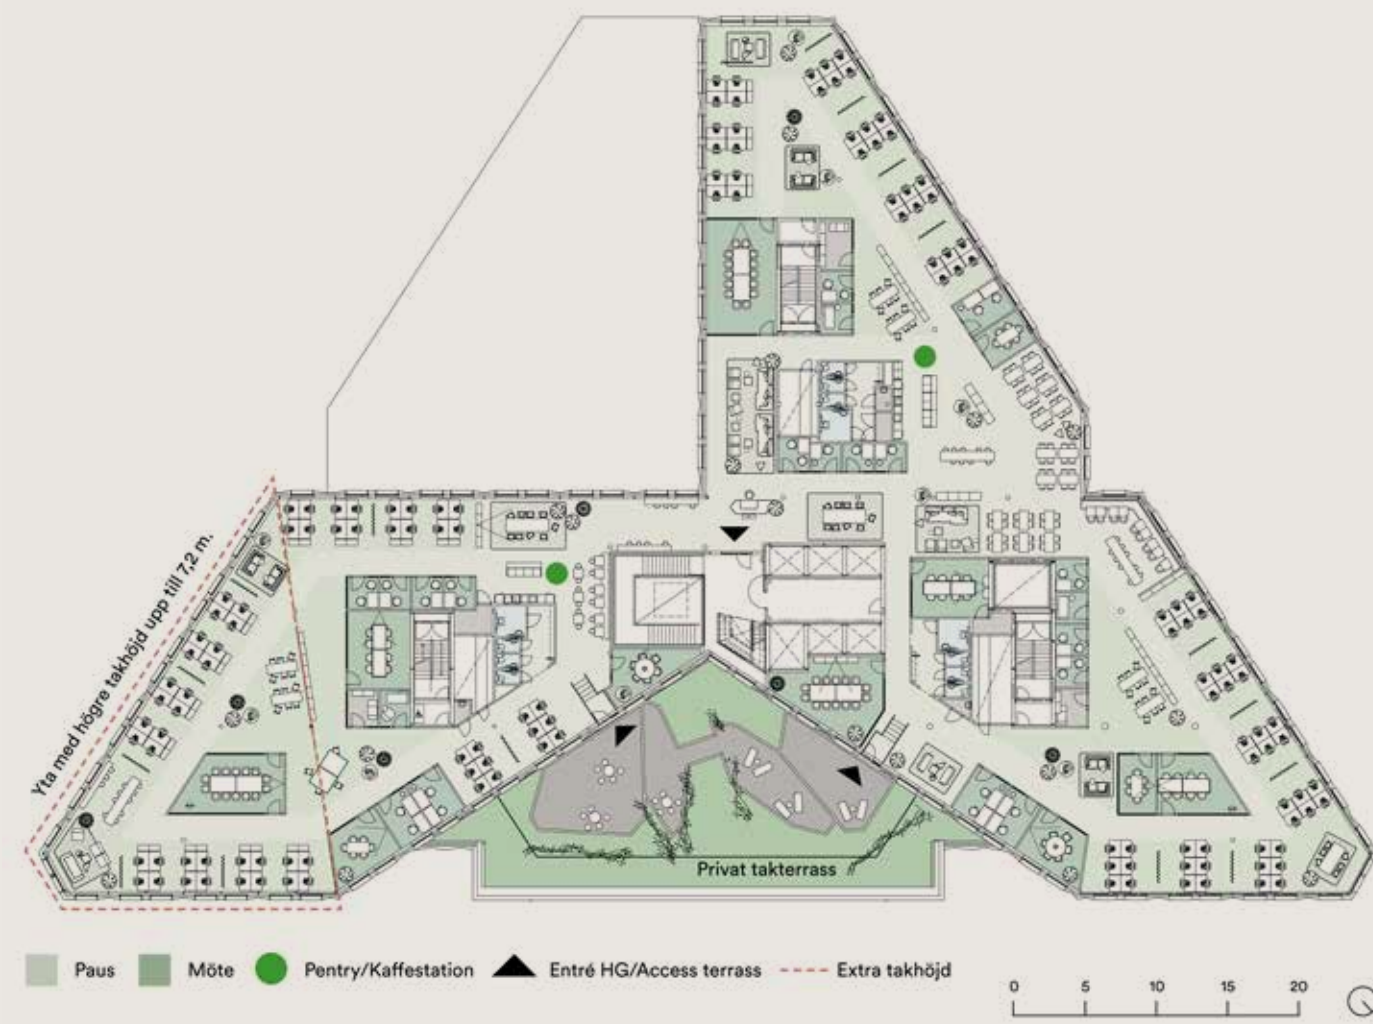 Yta med högre takhöjd upp till 7,2 m.
Privat takterrass
Paus
Möte
Pentry/Kaffestation
Entré HG/Access terrass
Extra takhöjd
0 5 10 15 20